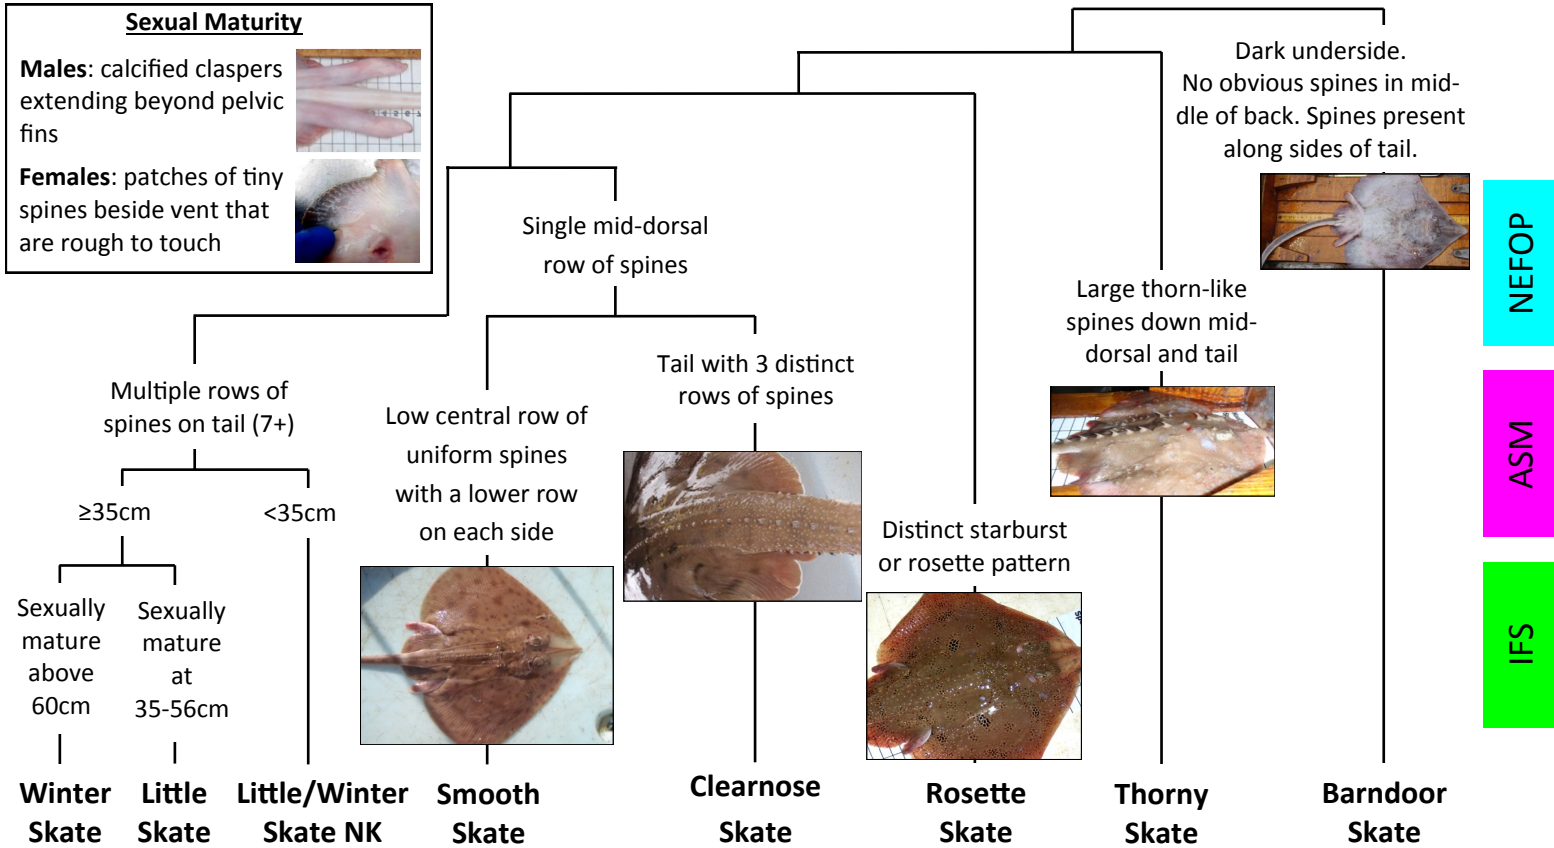 Sexual Maturity
Males: calcified claspers
extending beyond pelvic
fins
Females: patches of tiny
spines beside vent that
are rough to touch
Dark underside.
No obvious spines in mid-
dle of back. Spines present
along sides of tail.
Single mid-dorsal
row of spines
Large thorn-like
spines down mid-
dorsal and tail
Multiple rows of
spines on tail (7+)
Low central row of
uniform spines
with a lower row
on each side
Tail with 3 distinct
rows of spines
Distinct starburst
or rosette pattern
≥35cm
<35cm
Sexually
mature
above
60cm
Sexually
mature
at
35-56cm
Winter
Skate
Little
Skate
Little/Winter
Skate NK
Smooth
Skate
Clearnose
Skate
Rosette
Skate
Thorny
Skate
Barndoor
Skate
NEFOP
ASM
IFS